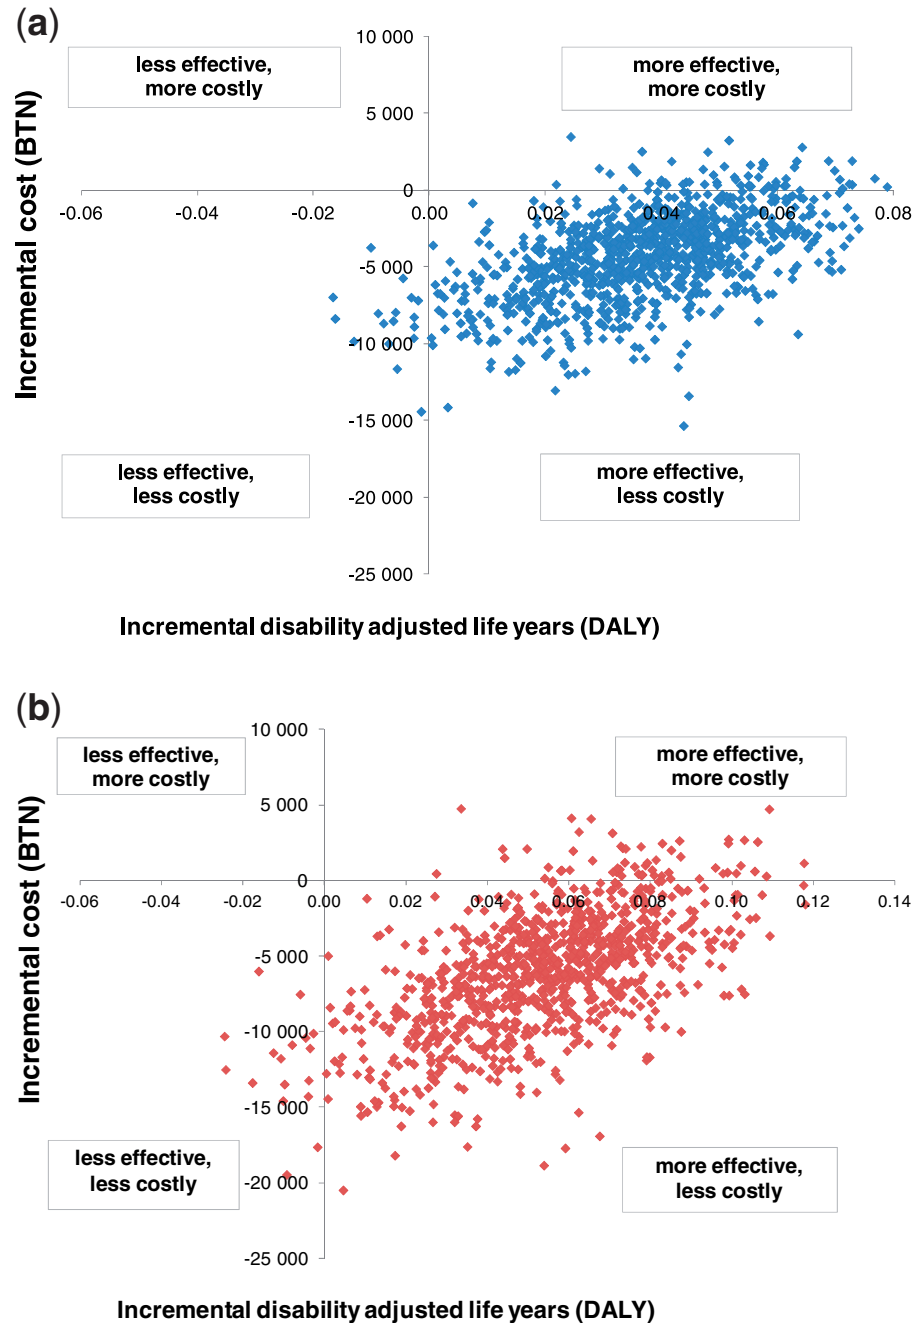 (a)
less effective,
more costly
more effective,
more costly
Incremental cost (BTN)
10 000
5 000
0
-5 000
-10 000
-15 000
-20 000
-25 000
-0.06 -0.04 -0.02 0.00 0.02 0.04 0.06 0.08
less effective,
less costly
more effective,
less costly
Incremental disability adjusted life years (DALY)
(b)
less effective,
more costly
more effective,
more costly
Incremental cost (BTN)
10 000
5 000
0
-5 000
-10 000
-15 000
-20 000
-25 000
-0.06 -0.04 -0.02 0.00 0.02 0.04 0.06 0.08 0.10 0.12 0.14
less effective,
less costly
more effective,
less costly
Incremental disability adjusted life years (DALY)